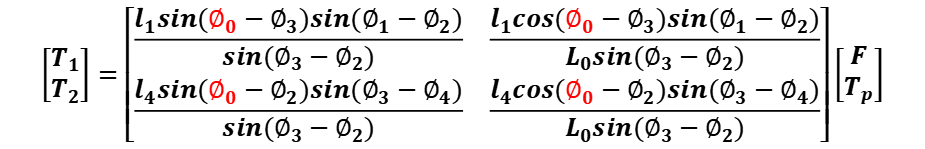 [T₁ T₂] = [l₁sin(∅₀ − ∅₃)sin(∅₁ − ∅₂) / sin(∅₃ − ∅₂)   l₁cos(∅₀ − ∅₃)sin(∅₁ − ∅₂) / L₀sin(∅₃ − ∅₂)
l₄sin(∅₀ − ∅₂)sin(∅₃ − ∅₄) / sin(∅₃ − ∅₂)   l₄cos(∅₀ − ∅₂)sin(∅₃ − ∅₄) / L₀sin(∅₃ − ∅₂)] [F Tₚ]